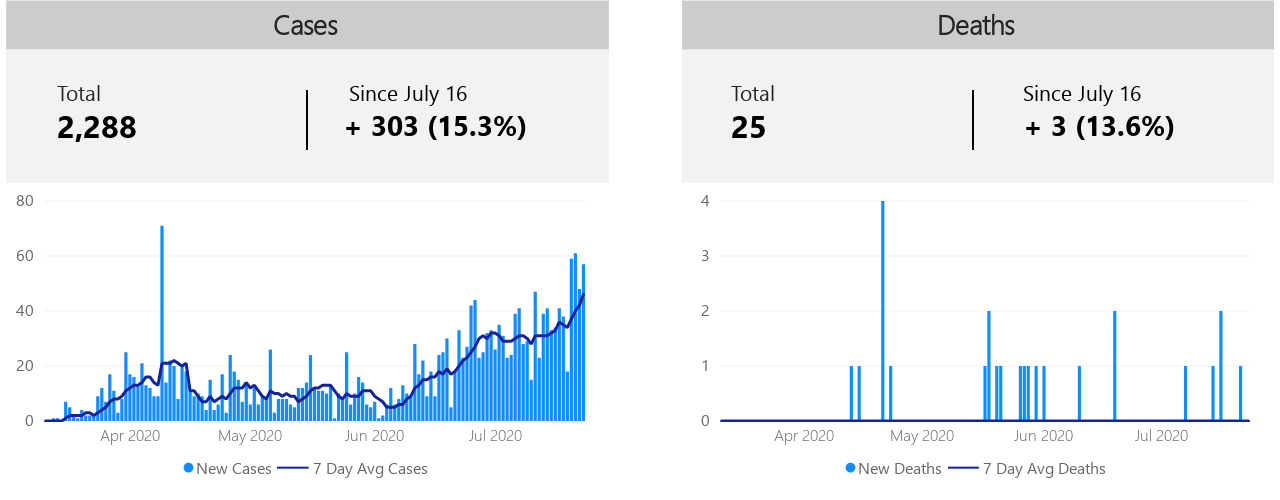 Cases
Total
2,288
Since July 16
+ 303 (15.3%)
80
60
40
20
0
Apr 2020 May 2020 Jun 2020 Jul 2020
New Cases 7 Day Avg Cases
Deaths
Total
25
Since July 16
+ 3 (13.6%)
4
3
2
1
0
Apr 2020 May 2020 Jun 2020 Jul 2020
New Deaths 7 Day Avg Deaths